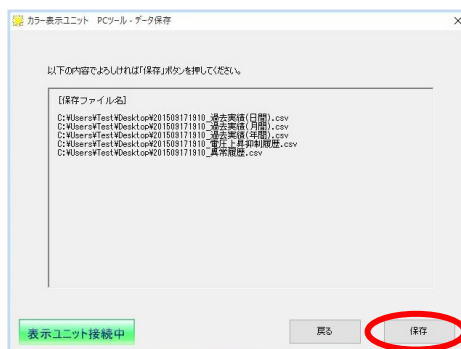 カラー表示ユニット PCツール - データ保存
以下の内容でよろしければ「保存」ボタンを押してください。
[保存ファイル名]
C:¥Users¥Test¥Desktop¥201509171910_過去実績(日間).csv
C:¥Users¥Test¥Desktop¥201509171910_過去実績(月間).csv
C:¥Users¥Test¥Desktop¥201509171910_過去実績(年間).csv
C:¥Users¥Test¥Desktop¥201509171910_電圧上昇抑制履歴.csv
C:¥Users¥Test¥Desktop¥201509171910_異常履歴.csv
表示ユニット接続中
戻る
保存